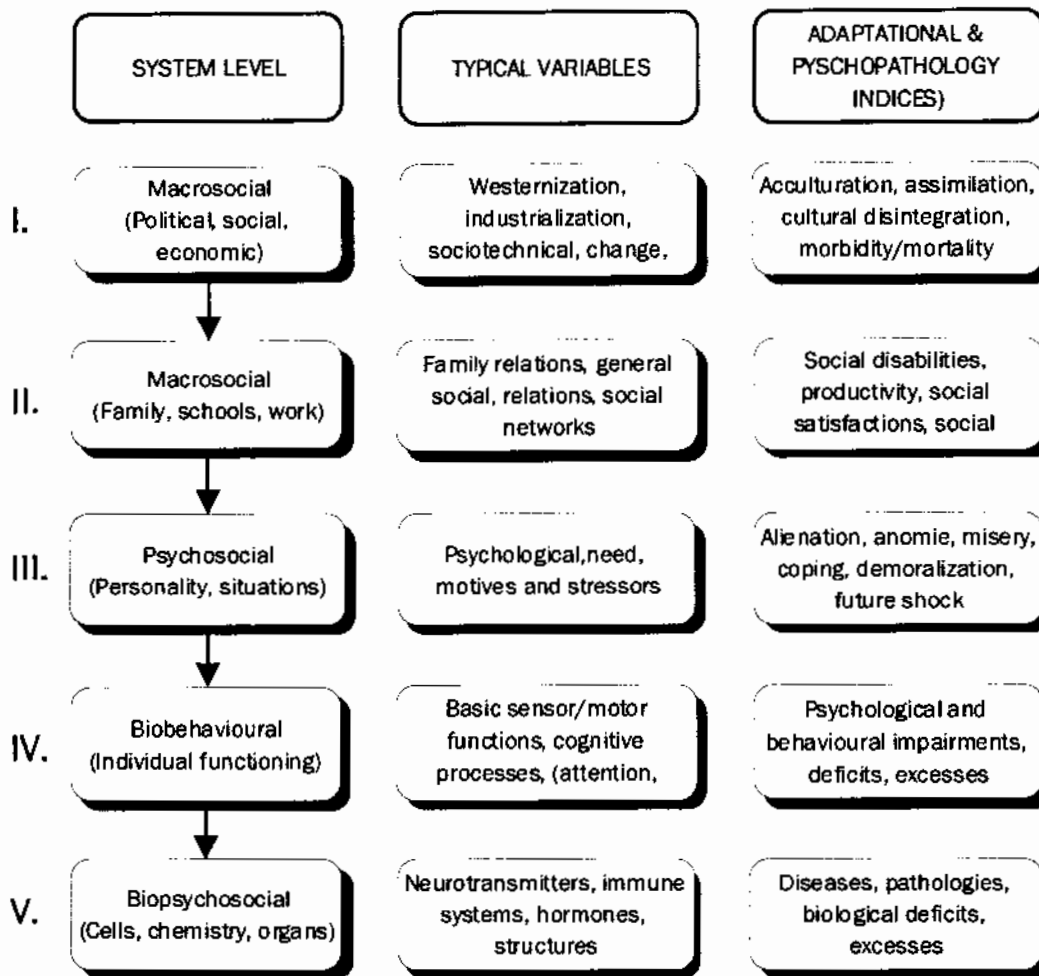 SYSTEM LEVEL
TYPICAL VARIABLES
ADAPTATIONAL &
PYSCHOPATHOLOGY
INDICES)
I.
Macrosocial
(Political, social,
economic)
Westernization,
industrialization,
sociotechnical, change,
Acculturation, assimilation,
cultural disintegration,
morbidity/mortality
II.
Macrosocial
(Family, schools, work)
Family relations, general
social, relations, social
networks
Social disabilities,
productivity, social
satisfactions, social
III.
Psychosocial
(Personality, situations)
Psychological,need,
motives and stressors
Alienation, anomie, misery,
coping, demoralization,
future shock
IV.
Biobehavioural
(Individual functioning)
Basic sensor/motor
functions, cognitive
processes, (attention,
Psychological and
behavioural impairments,
deficits, excesses
V.
Biopsychosocial
(Cells, chemistry, organs)
Neurotransmitters, immune
systems, hormones,
structures
Diseases, pathologies,
biological deficits,
excesses